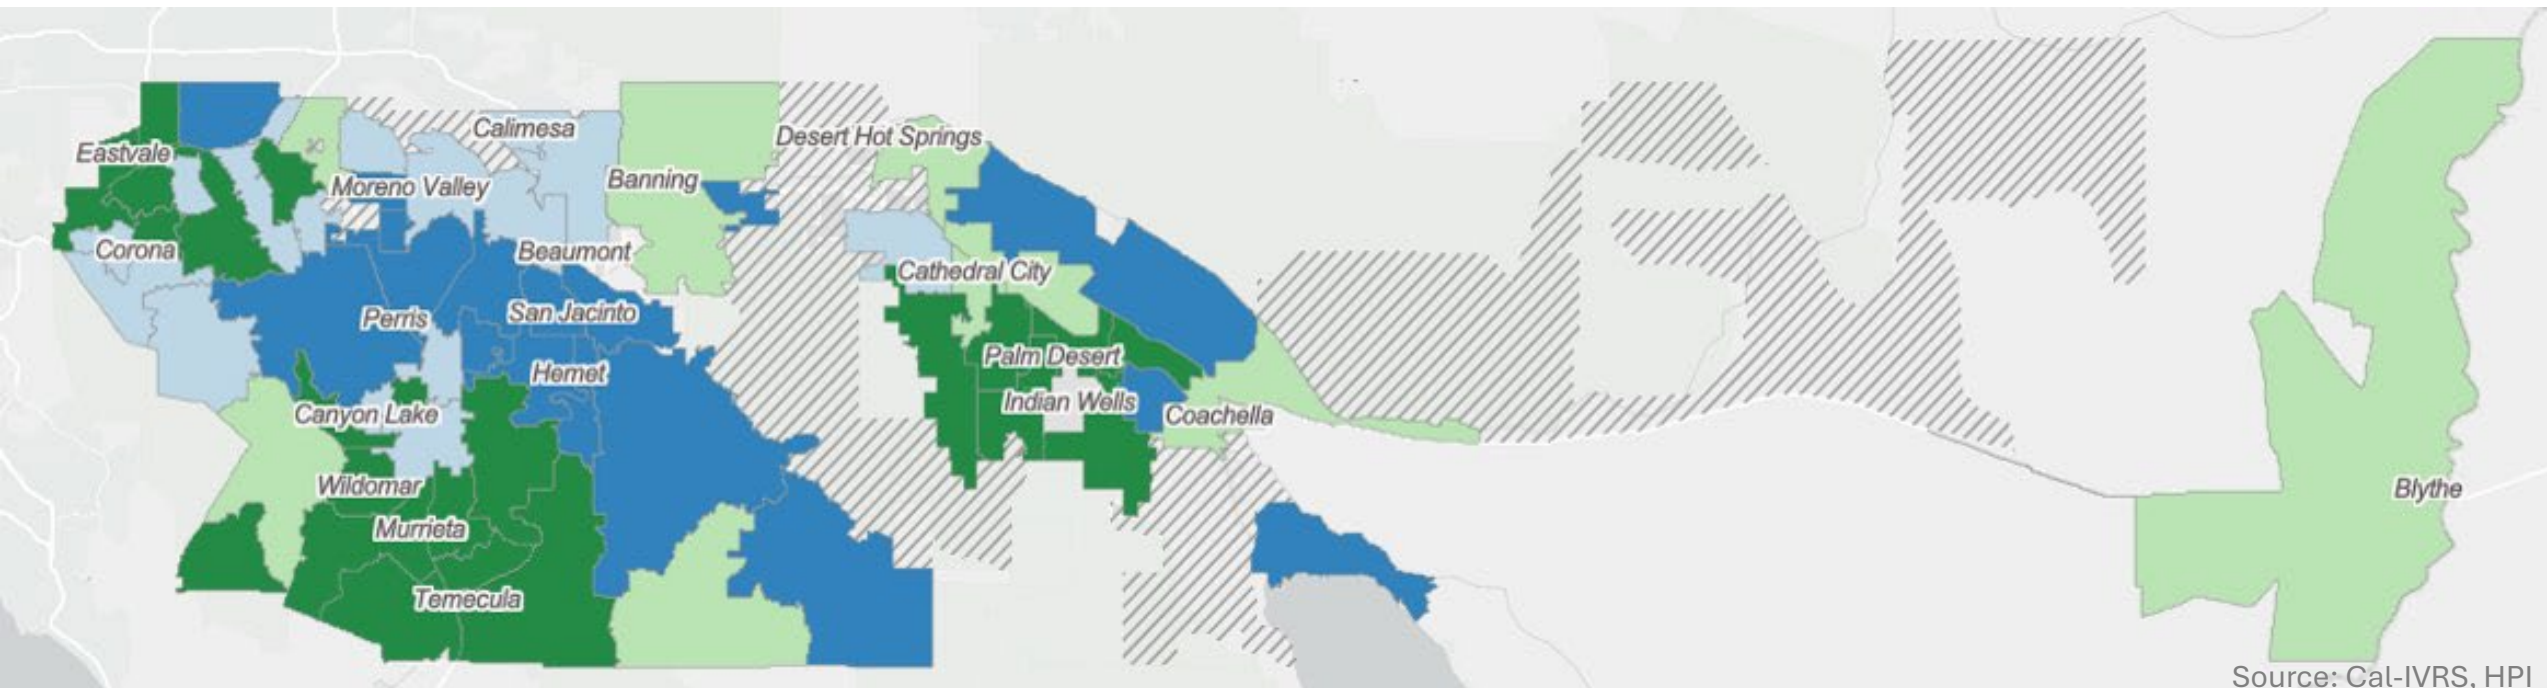 Calimesa
Desert Hot Springs
Eastvale
Moreno Valley
Banning
Corona
Beaumont
Cathedral City
Perris
San Jacinto
Palm Desert
Hemet
Indian Wells
Canyon Lake
Coachella
Wildomar
Blythe
Murrieta
Temecula
Source: Cal-IVRS, HPI